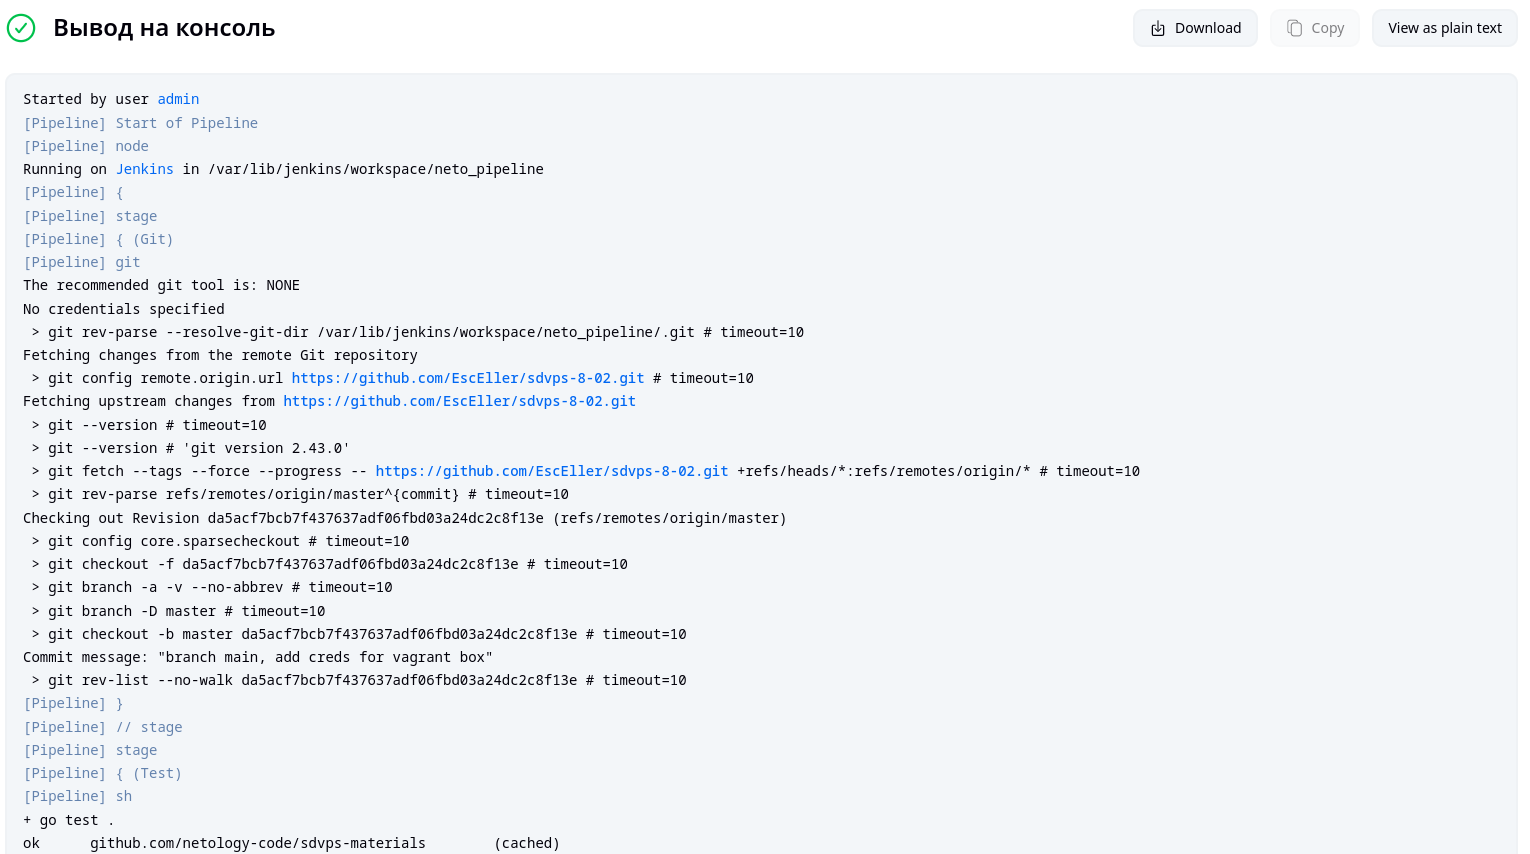 Вывод на консоль
Download
Copy
View as plain text
Started by user admin
[Pipeline] Start of Pipeline
[Pipeline] node
Running on Jenkins in /var/lib/jenkins/workspace/neto_pipeline
[Pipeline] {
[Pipeline] stage
[Pipeline] { (Git)
[Pipeline] git
The recommended git tool is: NONE
No credentials specified
 > git rev-parse --resolve-git-dir /var/lib/jenkins/workspace/neto_pipeline/.git # timeout=10
Fetching changes from the remote Git repository
 > git config remote.origin.url https://github.com/EscEller/sdvps-8-02.git # timeout=10
Fetching upstream changes from https://github.com/EscEller/sdvps-8-02.git
 > git --version # timeout=10
 > git --version # 'git version 2.43.0'
 > git fetch --tags --force --progress -- https://github.com/EscEller/sdvps-8-02.git +refs/heads/*:refs/remotes/origin/* # timeout=10
 > git rev-parse refs/remotes/origin/master^{commit} # timeout=10
Checking out Revision da5acf7bcb7f437637adf06fbd03a24dc2c8f13e (refs/remotes/origin/master)
 > git config core.sparsecheckout # timeout=10
 > git checkout -f da5acf7bcb7f437637adf06fbd03a24dc2c8f13e # timeout=10
 > git branch -a -v --no-abbrev # timeout=10
 > git branch -D master # timeout=10
 > git checkout -b master da5acf7bcb7f437637adf06fbd03a24dc2c8f13e # timeout=10
Commit message: "branch main, add creds for vagrant box"
 > git rev-list --no-walk da5acf7bcb7f437637adf06fbd03a24dc2c8f13e # timeout=10
[Pipeline] }
[Pipeline] // stage
[Pipeline] stage
[Pipeline] { (Test)
[Pipeline] sh
+ go test .
ok  	github.com/netology-code/sdvps-materials	(cached)